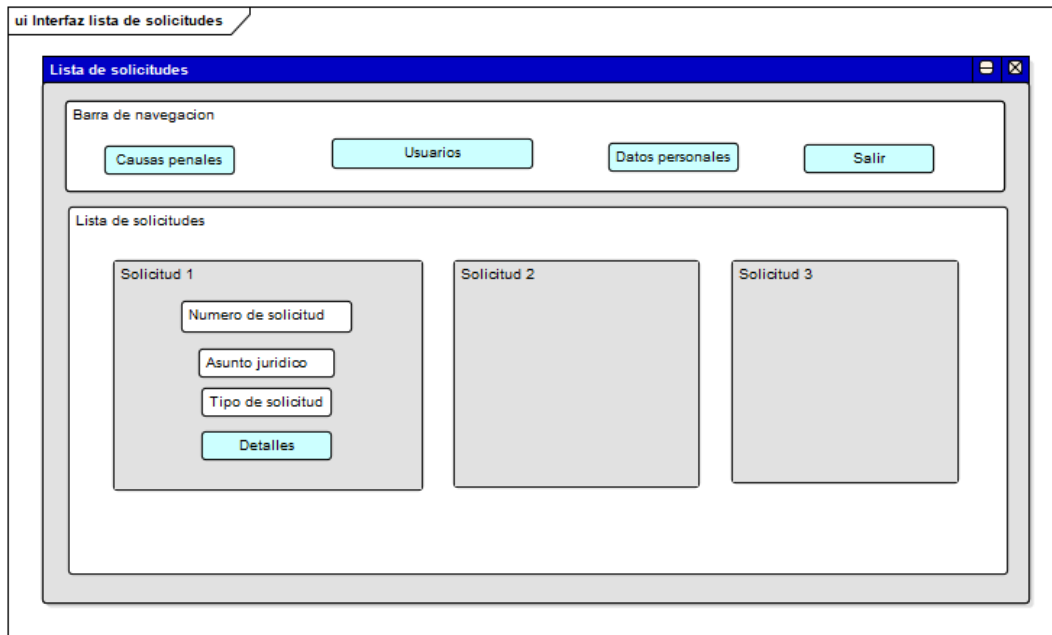 ui Interfaz lista de solicitudes
Lista de solicitudes
Barra de navegacion
Causas penales
Usuarios
Datos personales
Salir
Lista de solicitudes
Solicitud 1
Solicitud 2
Solicitud 3
Numero de solicitud
Asunto juridico
Tipo de solicitud
Detalles